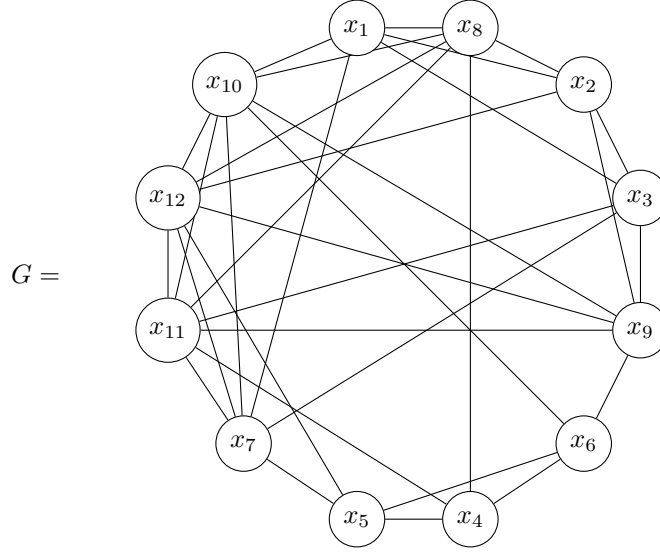 x₁ x₈
x₁₀ x₂
x₁₂ x₃
G =
x₁₁ x₉
x₇ x₆
x₅ x₄